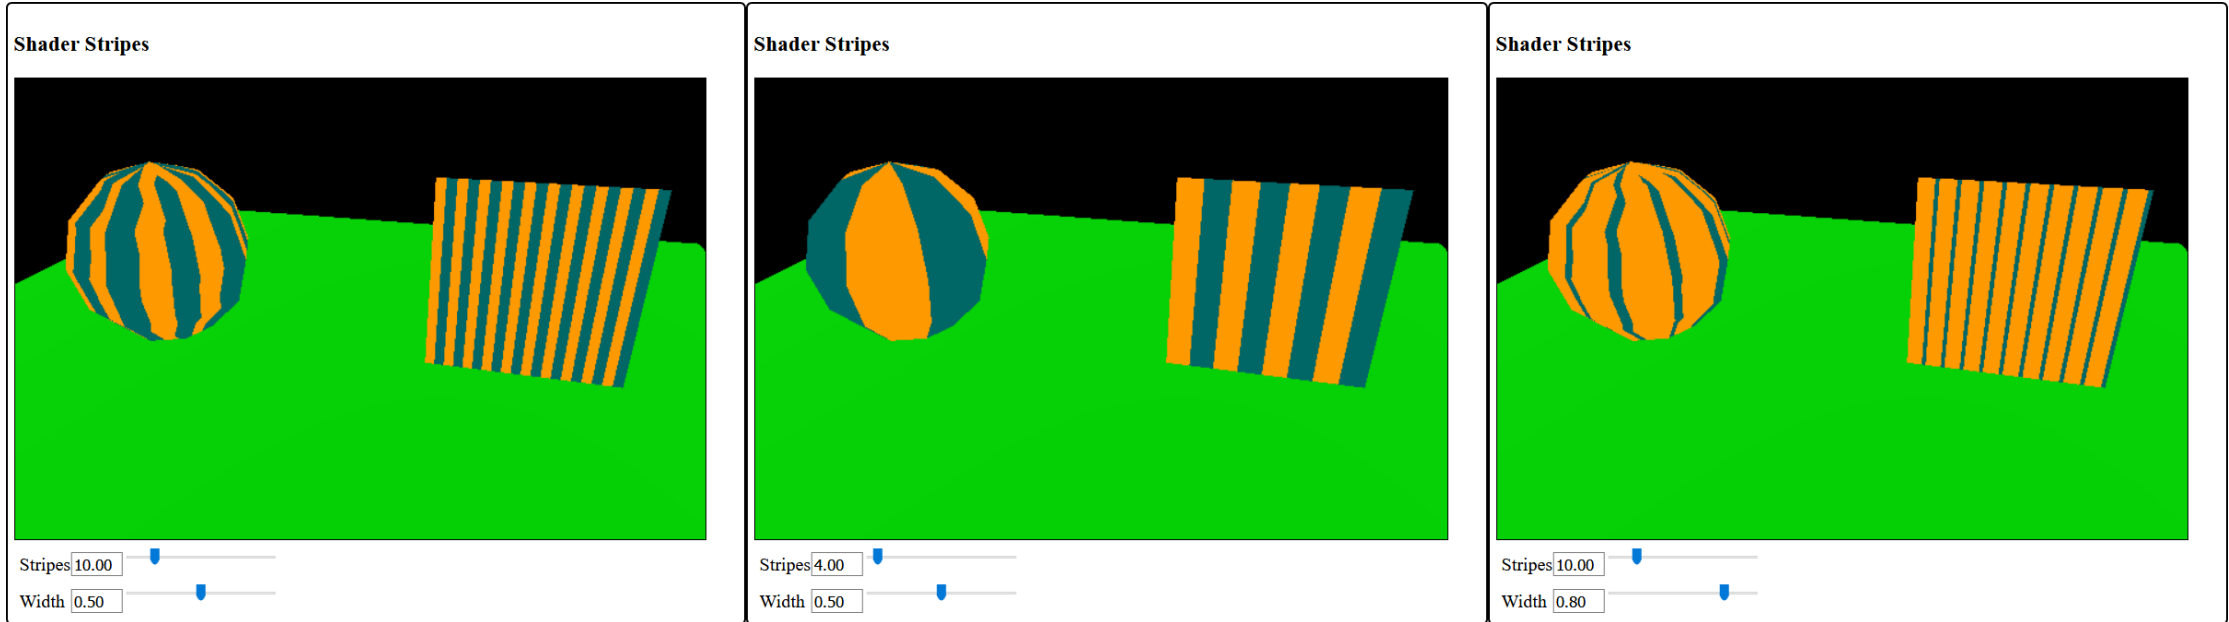 Shader Stripes
Stripes 10.00
Width 0.50
Shader Stripes
Stripes 4.00
Width 0.50
Shader Stripes
Stripes 10.00
Width 0.80